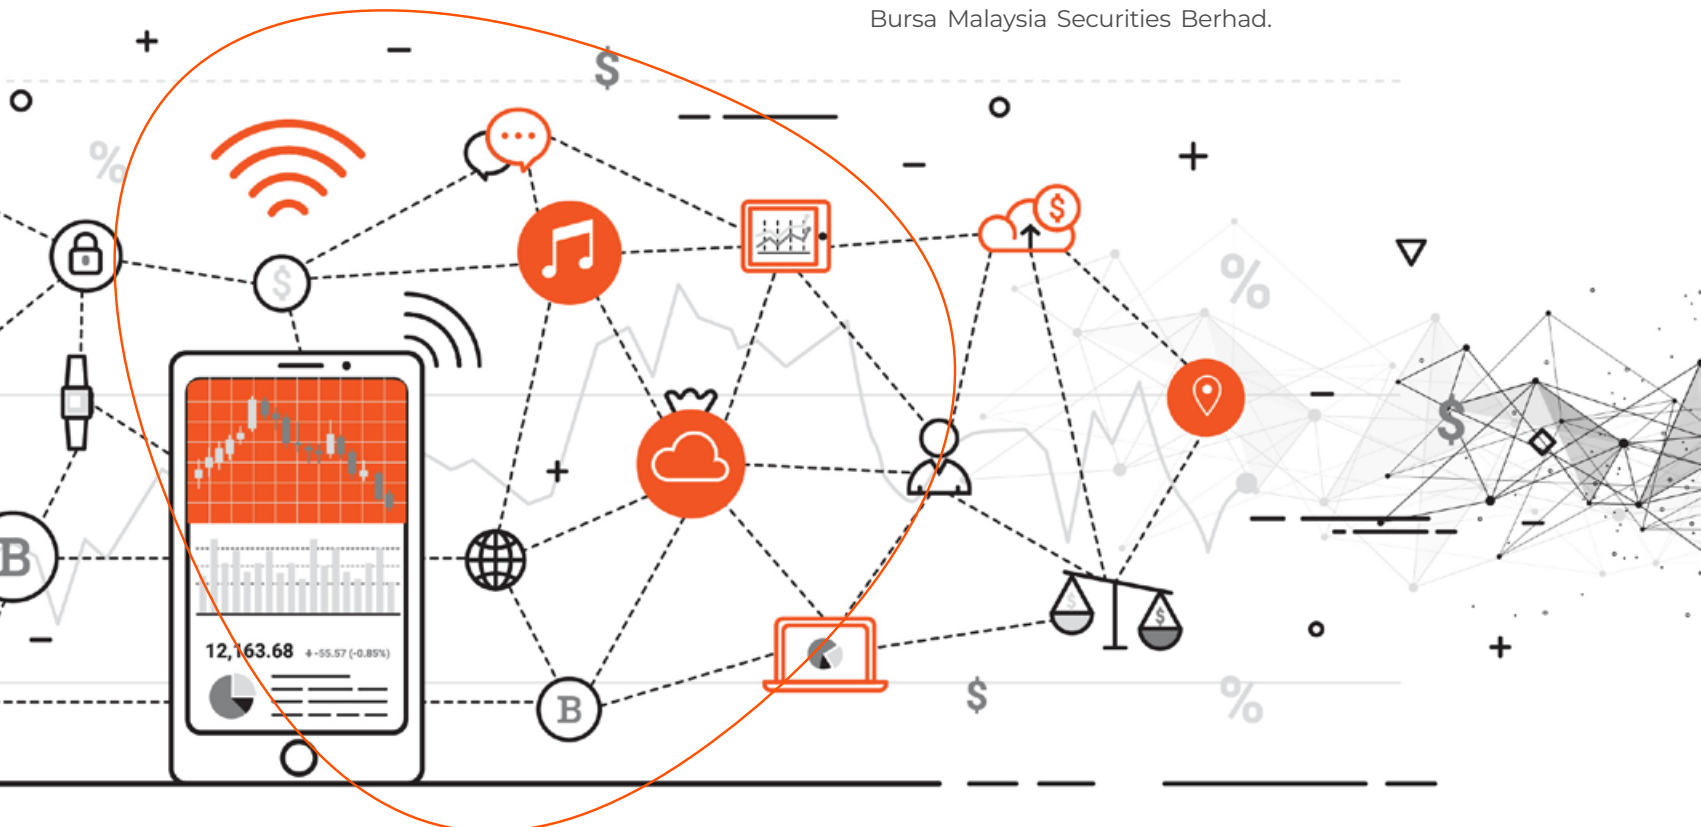 Bursa Malaysia Securities Berhad.
$
%
$
$
%
$
B
$
$
12,163.68 -55.57 (-0.85%)
B
$
%